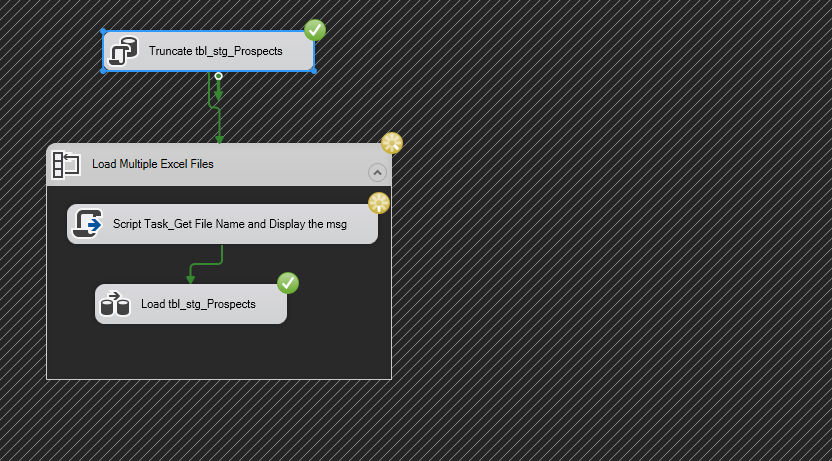 Truncate tbl_stg_Prospects
Load Multiple Excel Files
Script Task_Get File Name and Display the msg
Load tbl_stg_Prospects